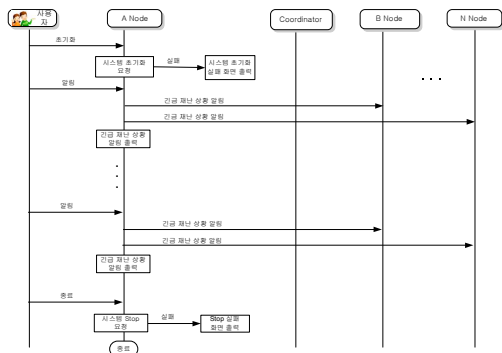 사용자
A Node
Coordinator
B Node
N Node
초기화
시스템 초기화
요청
실패
시스템 초기화
실패 화면 출력
알림
. . .
긴급 재난 상황 알림
긴급 재난 상황 알림
긴급 재난 상황
알림 출력
알림
긴급 재난 상황 알림
긴급 재난 상황 알림
긴급 재난 상황
알림 출력
종료
시스템 Stop
요청
실패
Stop 실패
화면 출력
종료